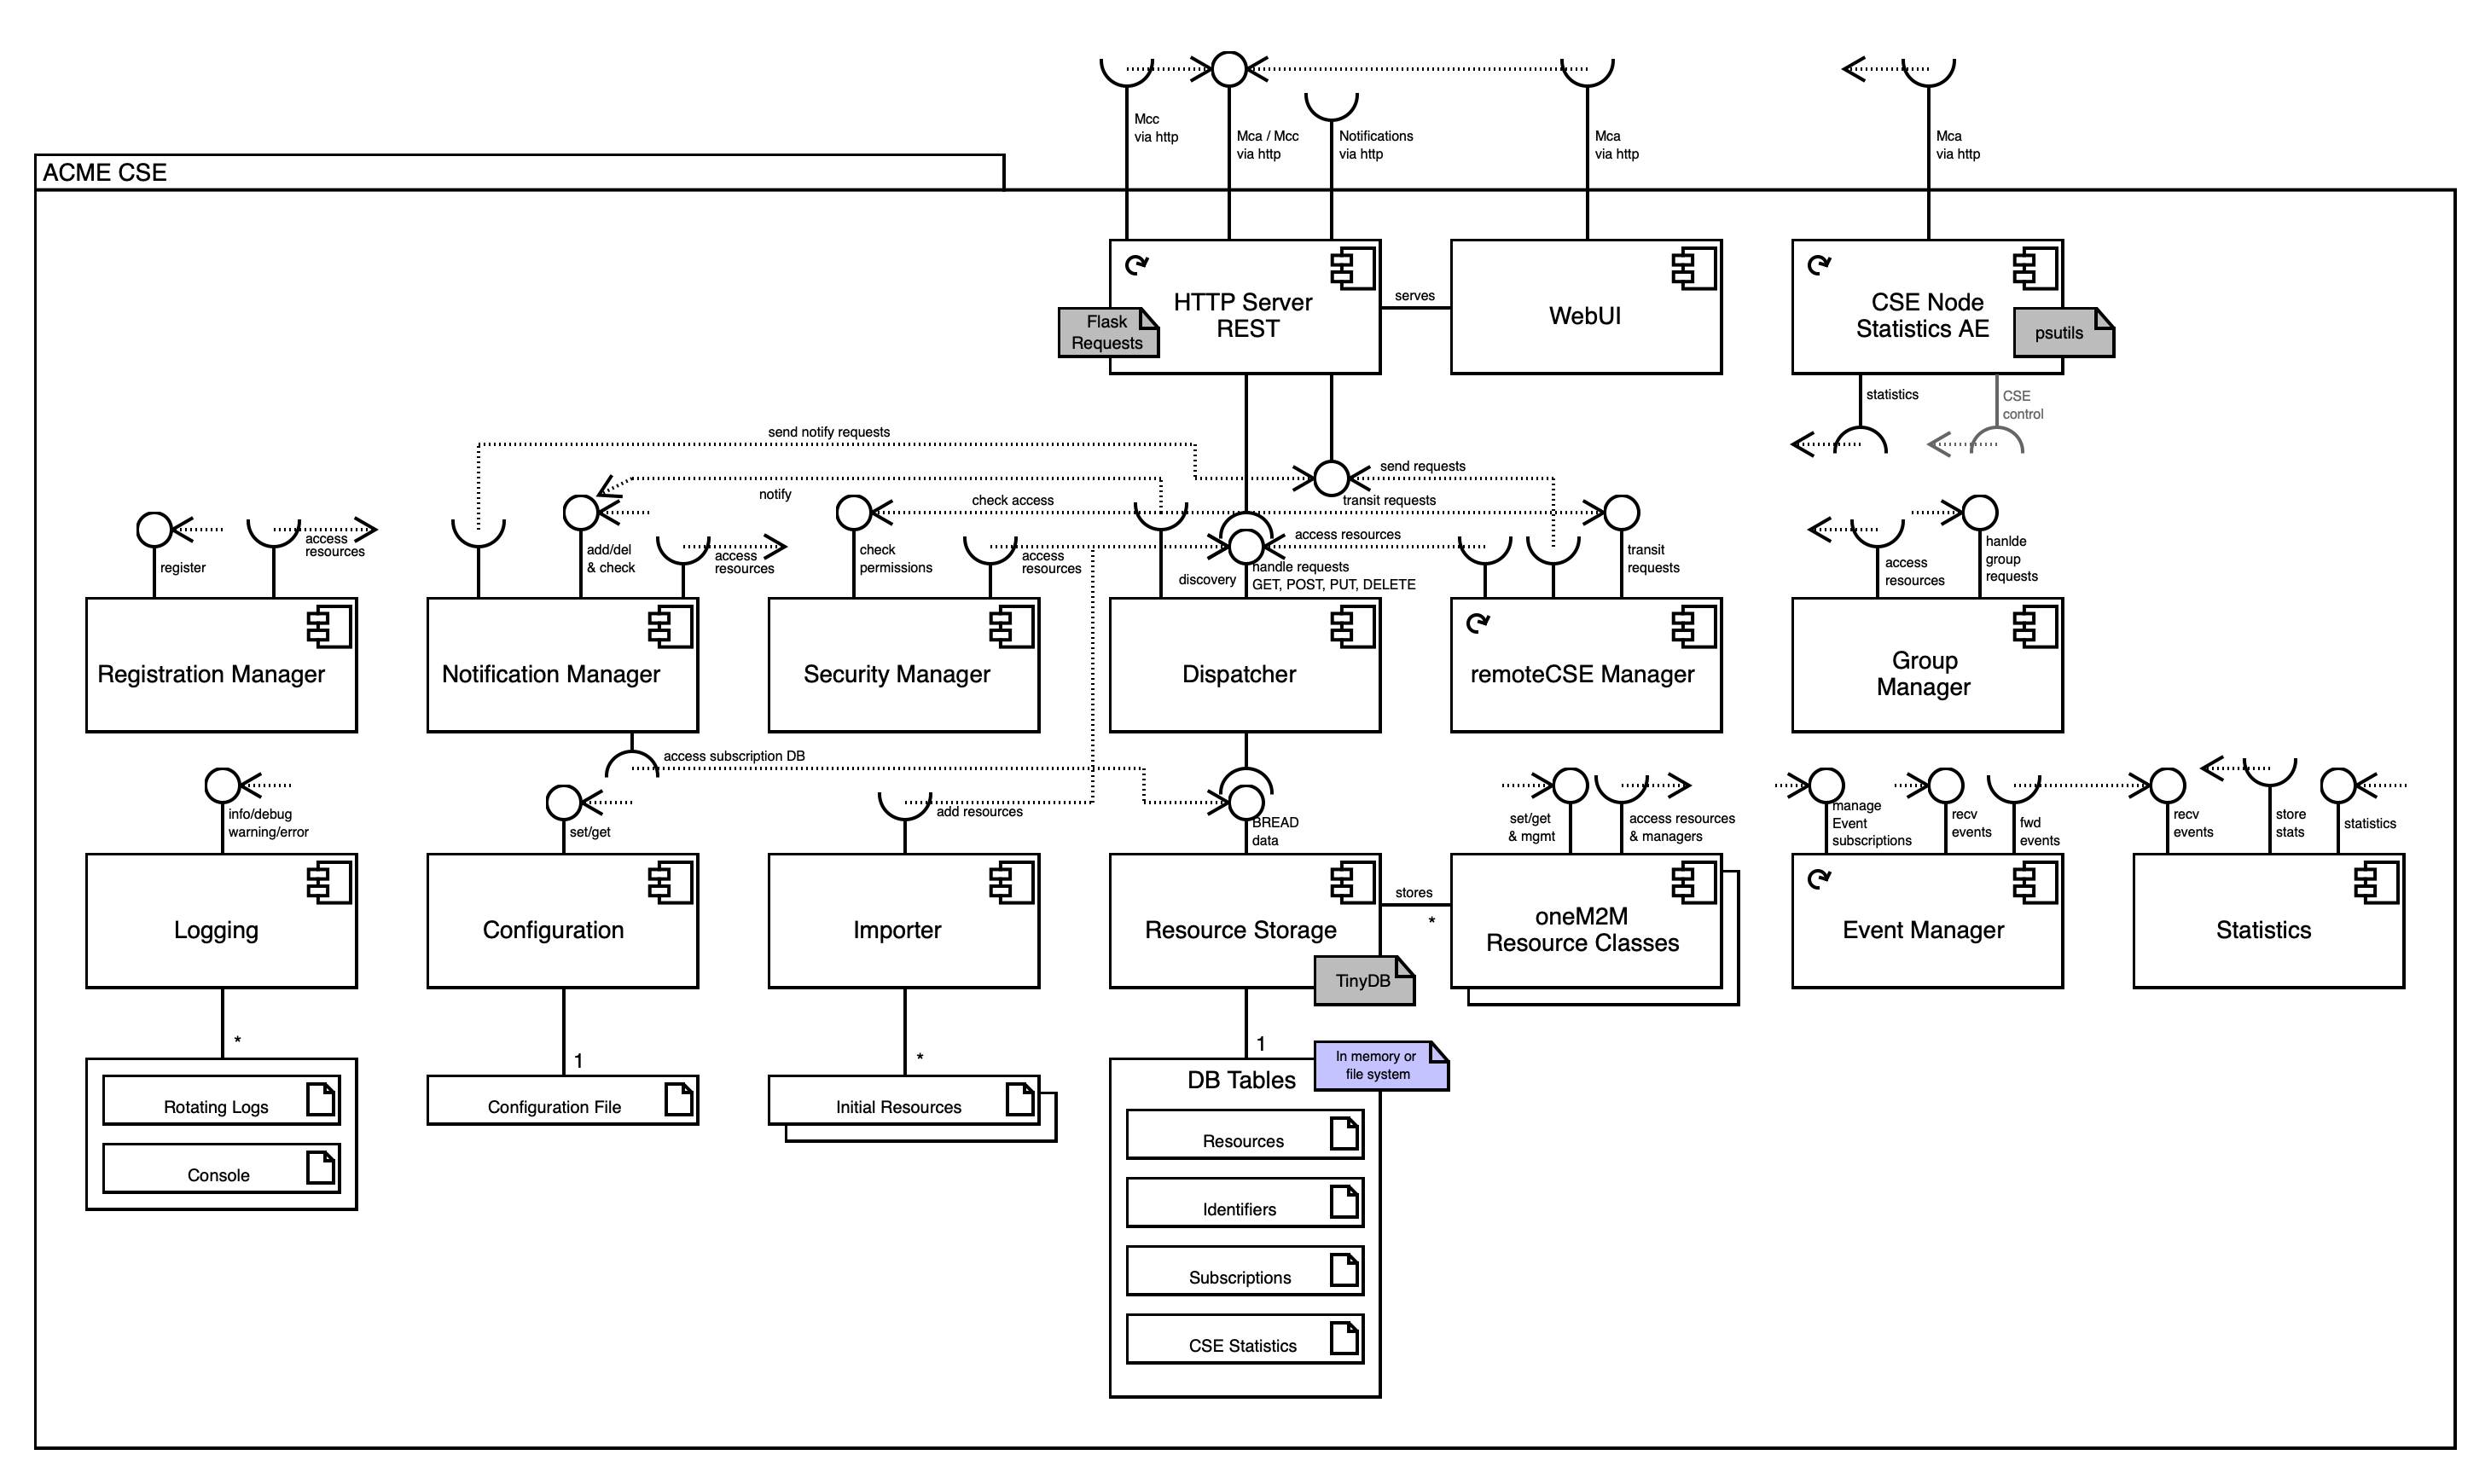 Mcc
via http
Mca / Mcc
via http
Notifications
via http
Mca
via http
Mca
via http
ACME CSE
HTTP Server
REST
Flask
Requests
serves
WebUI
CSE Node
Statistics AE
psutils
statistics
CSE
control
send notify requests
send requests
notify
check access
transit requests
register
access
resources
add/del
& check
access
resources
check
permissions
access
resources
discovery
handle requests
GET, POST, PUT, DELETE
access resources
transit
requests
access
resources
hanlde
group
requests
Registration Manager
Notification Manager
Security Manager
Dispatcher
remoteCSE Manager
Group
Manager
access subscription DB
info/debug
warning/error
set/get
add resources
BREAD
data
set/get
& mgmt
access resources
& managers
manage
Event
subscriptions
recv
events
fwd
events
recv
events
store
stats
statistics
Logging
Configuration
Importer
Resource Storage
TinyDB
stores
*
oneM2M
Resource Classes
Event Manager
Statistics
*
1
*
1
Rotating Logs
Console
Configuration File
Initial Resources
DB Tables
In memory or
file system
Resources
Identifiers
Subscriptions
CSE Statistics